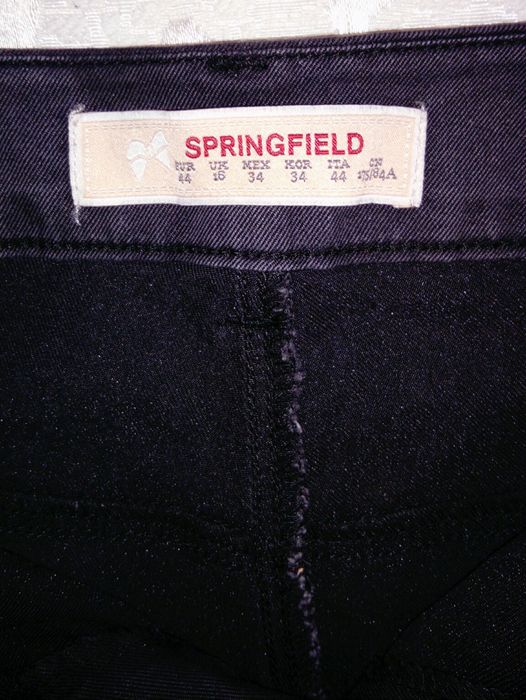 SPRINGFIELD
EUR UK MEX KOR ITA CN
44 16 34 34 44 175/84A